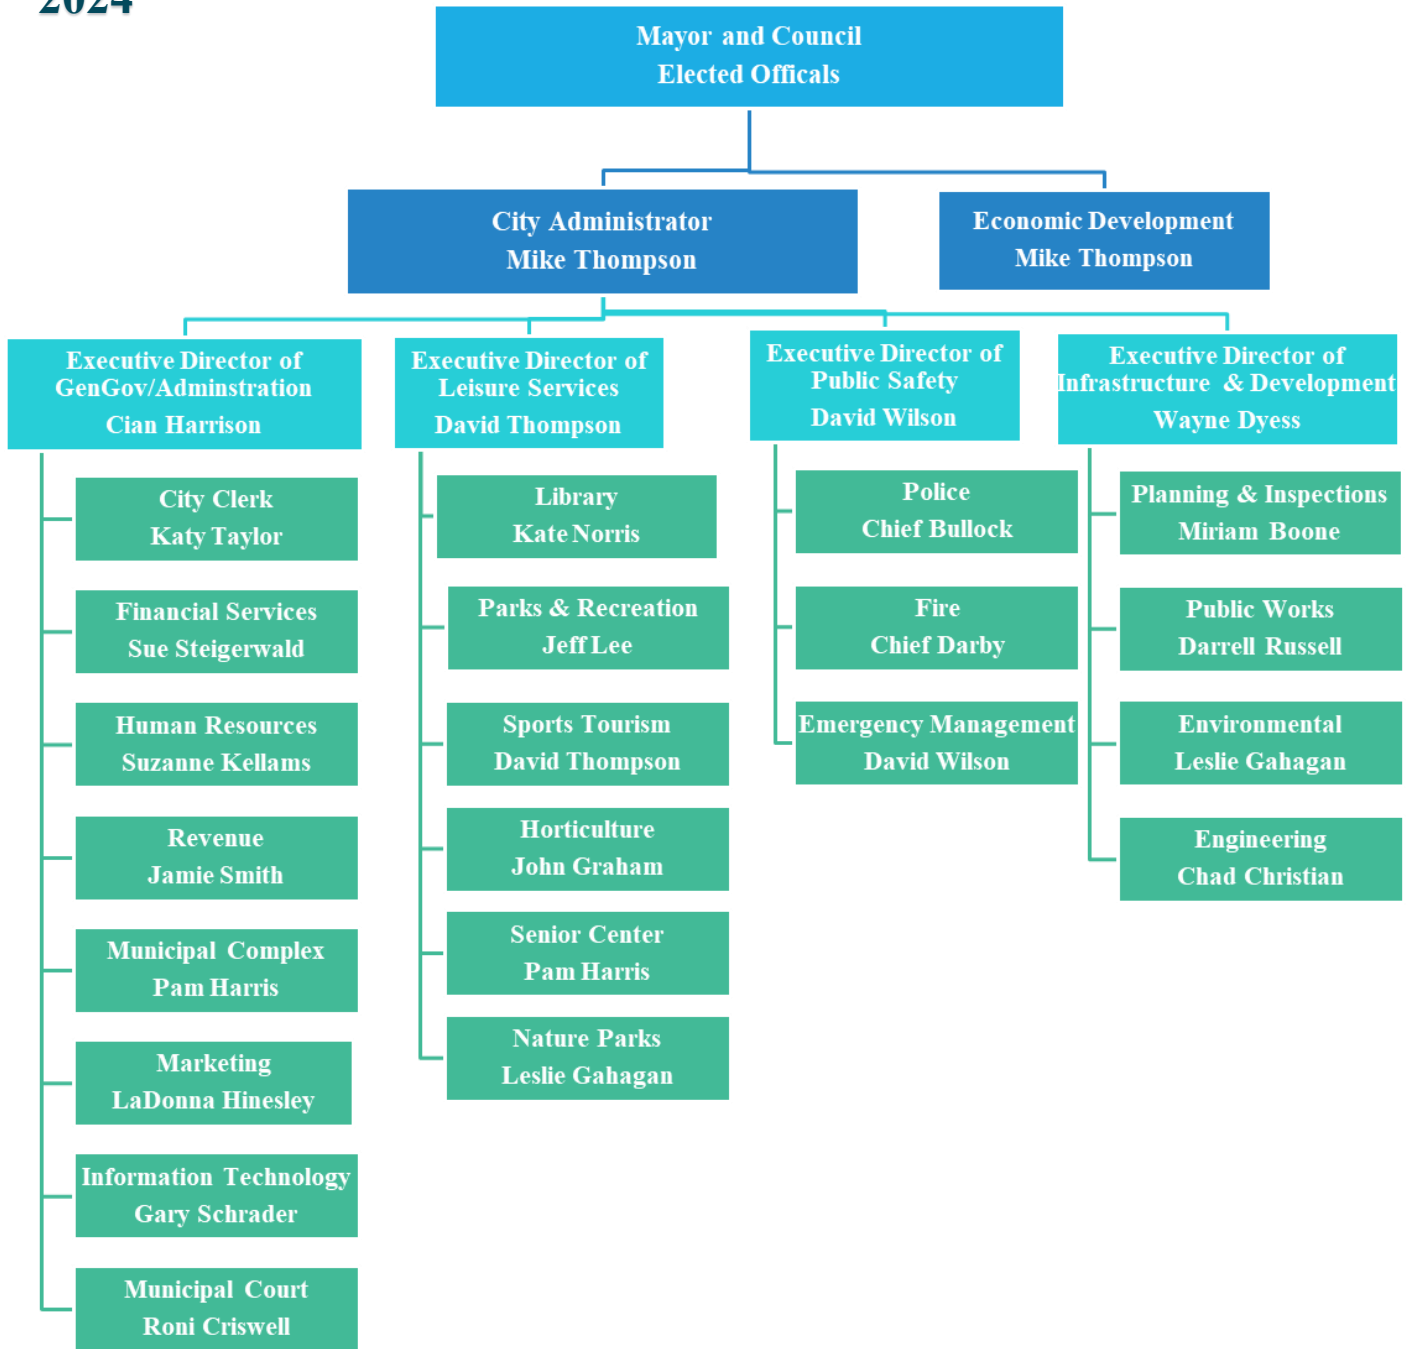 2024
Mayor and Council
Elected Officals
City Administrator
Mike Thompson
Economic Development
Mike Thompson
Executive Director of
GenGov/Adminstration
Cian Harrison
City Clerk
Katy Taylor
Financial Services
Sue Steigerwald
Human Resources
Suzanne Kellams
Revenue
Jamie Smith
Municipal Complex
Pam Harris
Marketing
LaDonna Hinesley
Information Technology
Gary Schrader
Municipal Court
Roni Criswell
Executive Director of
Leisure Services
David Thompson
Library
Kate Norris
Parks & Recreation
Jeff Lee
Sports Tourism
David Thompson
Horticulture
John Graham
Senior Center
Pam Harris
Nature Parks
Leslie Gahagan
Executive Director of
Public Safety
David Wilson
Police
Chief Bullock
Fire
Chief Darby
Emergency Management
David Wilson
Executive Director of
Infrastructure & Development
Wayne Dyess
Planning & Inspections
Miriam Boone
Public Works
Darrell Russell
Environmental
Leslie Gahagan
Engineering
Chad Christian